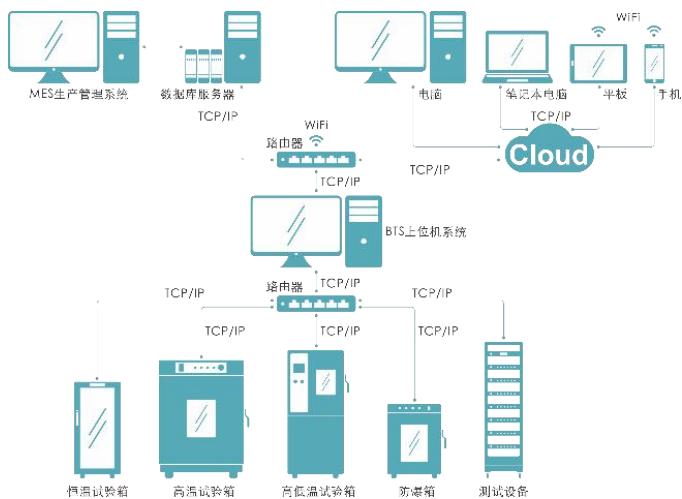 WiFi
MES生产管理系统
数据库服务器
电脑
笔记本电脑
平板
手机
TCP/IP
TCP/IP
WiFi
路由器
Cloud
TCP/IP
TCP/IP
BTS上位机系统
TCP/IP
路由器
TCP/IP
TCP/IP
TCP/IP
TCP/IP
TCP/IP
恒温试验箱
高温试验箱
高低温试验箱
防爆箱
测试设备